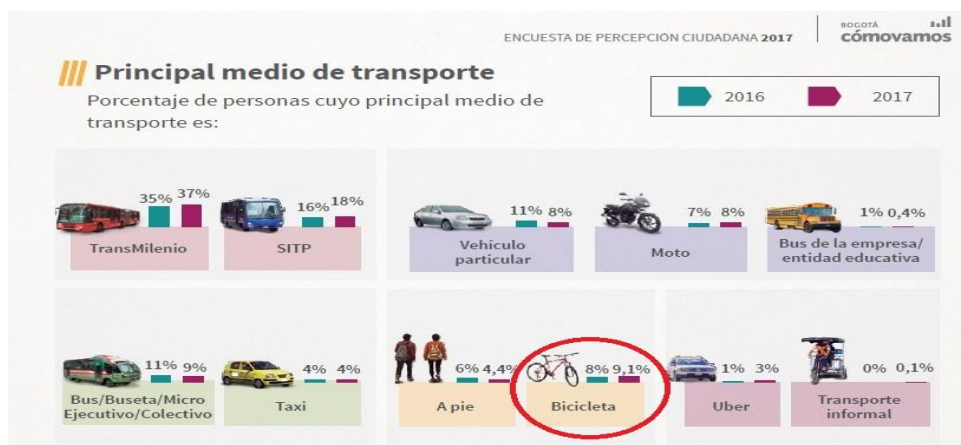 ENCUESTA DE PERCEPCIÓN CIUDADANA 2017
BOGOTÁ
cómovamos
Principal medio de transporte
Porcentaje de personas cuyo principal medio de
transporte es:
2016 2017
35% 37%
TransMilenio
16% 18%
SITP
11% 8%
Vehículo
particular
7% 8%
Moto
1% 0,4%
Bus de la empresa/
entidad educativa
11% 9%
Bus/Buseta/Micro
Ejecutivo/Colectivo
4% 4%
Taxi
6% 4,4%
A pie
8% 9,1%
Bicicleta
1% 3%
Uber
0% 0,1%
Transporte
informal